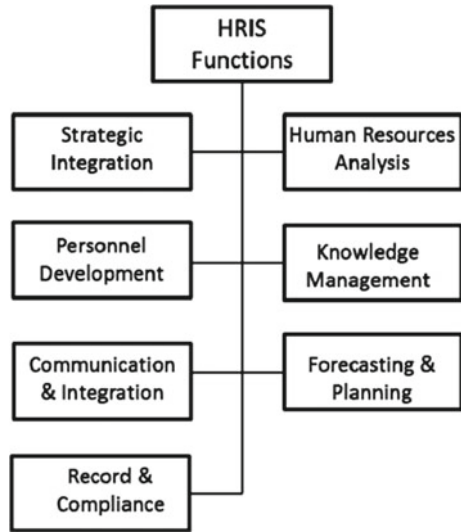 HRIS
Functions
Strategic
Integration
Human Resources
Analysis
Personnel
Development
Knowledge
Management
Communication
& Integration
Forecasting &
Planning
Record &
Compliance